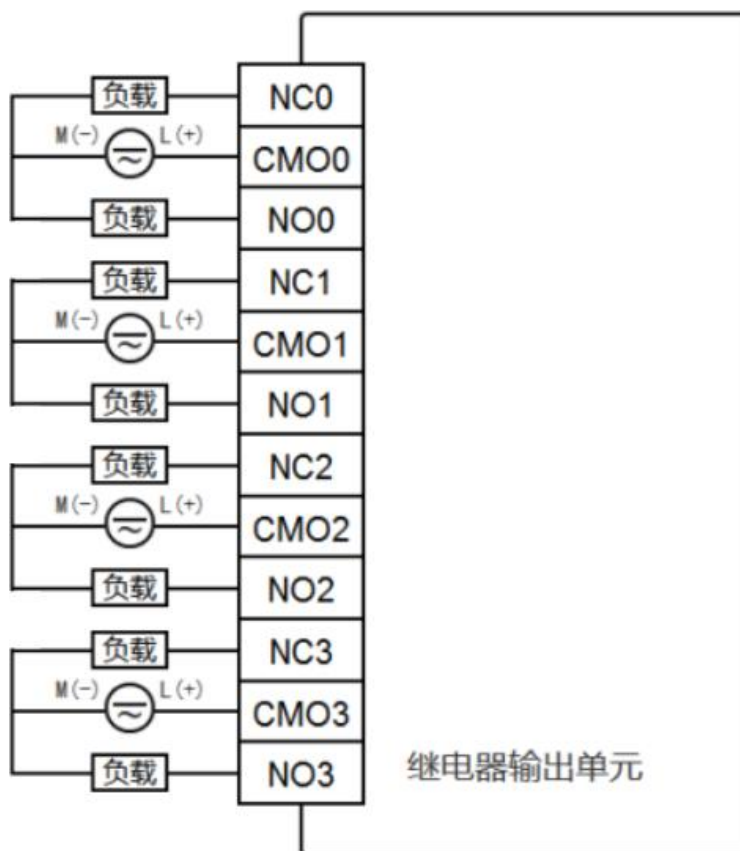 负载 NC0
M(-) L(+) CMO0
负载 NO0
负载 NC1
M(-) L(+) CMO1
负载 NO1
负载 NC2
M(-) L(+) CMO2
负载 NO2
负载 NC3
M(-) L(+) CMO3
负载 NO3
继电器输出单元